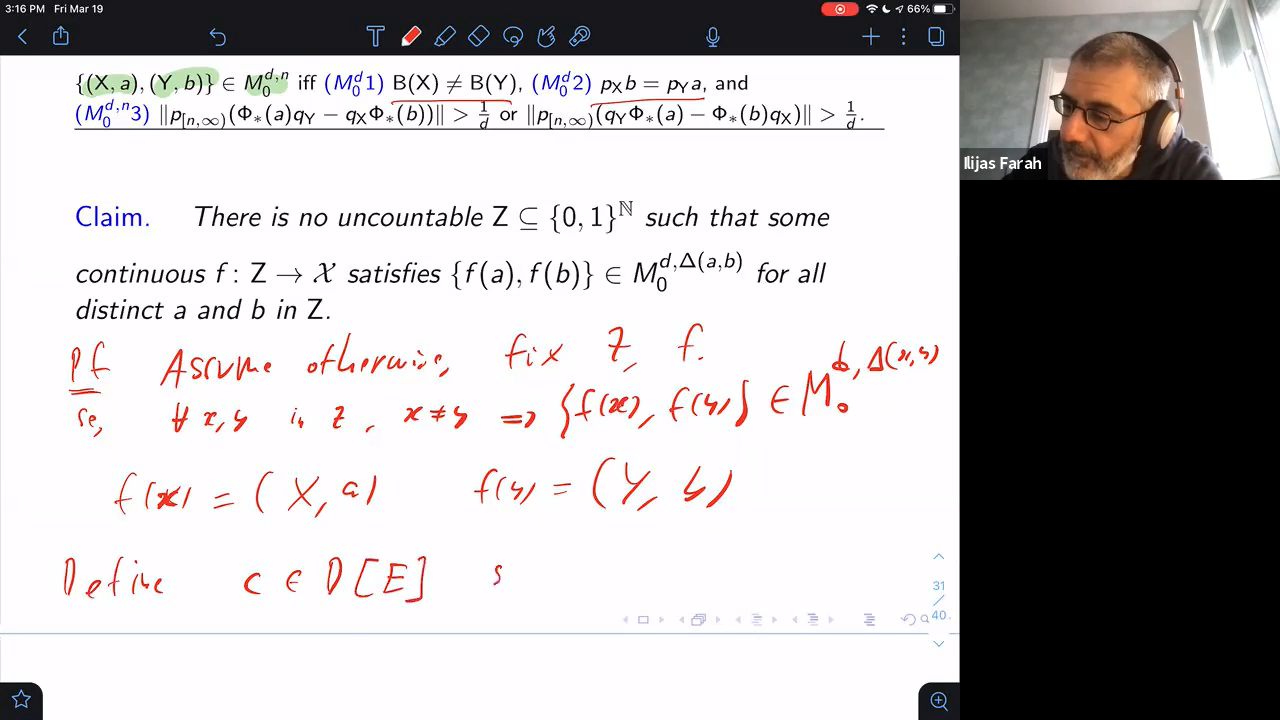 3:16 PM Fri Mar 19
66%
{(X, a), (Y, b)} ∈ M₀^{d,n} iff (M₀^d1) B(X) ≠ B(Y), (M₀^d2) p_X b = p_Y a, and
(M₀^{d,n}3) ‖p_{[n,∞)}(Φ_*(a)q_Y − q_XΦ_*(b))‖ > 1/d or ‖p_{[n,∞)}(q_YΦ_*(a) − Φ_*(b)q_X)‖ > 1/d.
Ilijas Farah
Claim. There is no uncountable Z ⊆ {0, 1}^ℕ such that some
continuous f : Z → 𝒳 satisfies {f(a), f(b)} ∈ M₀^{d,Δ(a,b)} for all
distinct a and b in Z.
Pf Assume otherwise, fix Z, f.
se, ∀ x, y in Z, x ≠ y ⇒ {f(x), f(y)} ∈ M₀^{d, Δ(x,y)}
f(x) = (X, a) f(y) = (Y, b)
Define c ∈ D[E] s
31
/
40